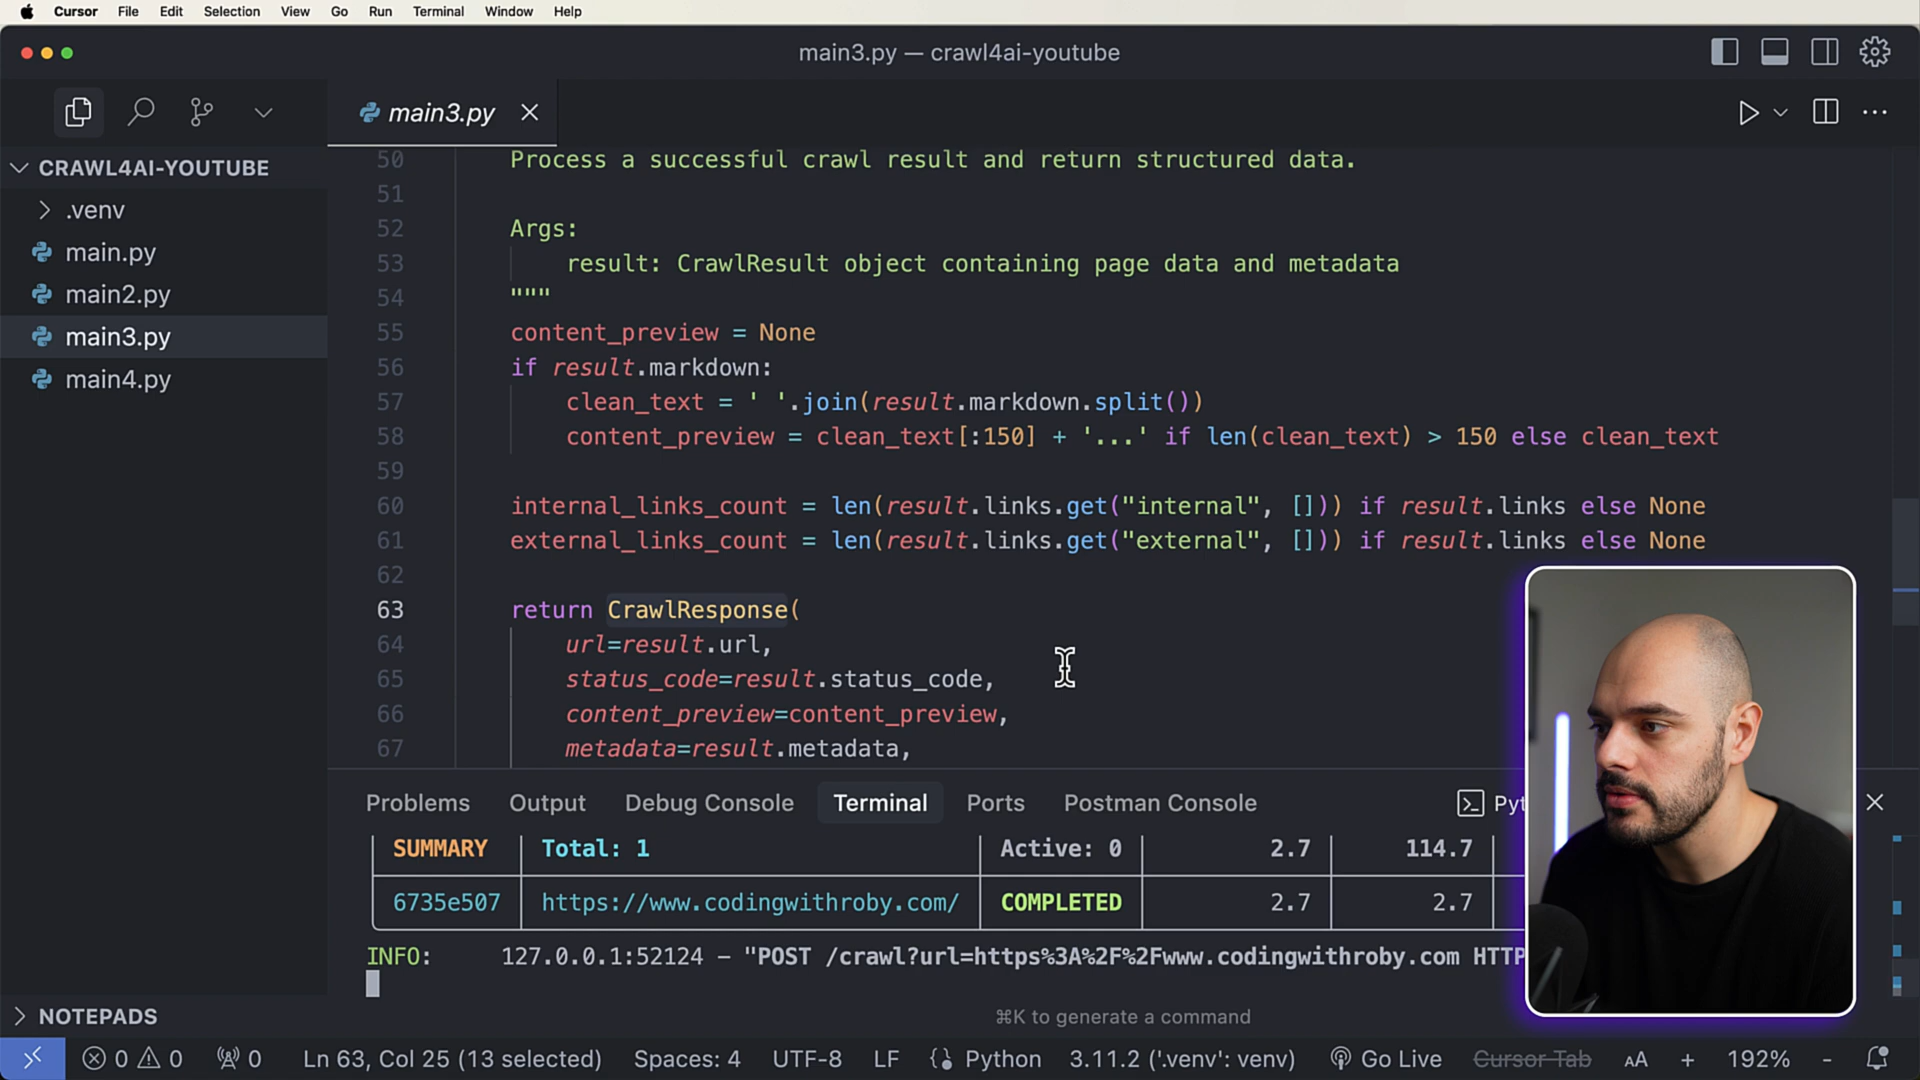 Cursor File Edit Selection View Go Run Terminal Window Help
main3.py — crawl4ai-youtube
main3.py
CRAWL4AI-YOUTUBE
.venv
main.py
main2.py
main3.py
main4.py
50 Process a successful crawl result and return structured data.
51
52 Args:
53 result: CrawlResult object containing page data and metadata
54 """
55 content_preview = None
56 if result.markdown:
57 clean_text = ' '.join(result.markdown.split())
58 content_preview = clean_text[:150] + '...' if len(clean_text) > 150 else clean_text
59
60 internal_links_count = len(result.links.get("internal", [])) if result.links else None
61 external_links_count = len(result.links.get("external", [])) if result.links else None
62
63 return CrawlResponse(
64 url=result.url,
65 status_code=result.status_code,
66 content_preview=content_preview,
67 metadata=result.metadata,
Problems Output Debug Console Terminal Ports Postman Console Pyt
SUMMARY Total: 1 Active: 0 2.7 114.7
6735e507 https://www.codingwithroby.com/ COMPLETED 2.7 2.7
INFO: 127.0.0.1:52124 - "POST /crawl?url=https%3A%2F%2Fwww.codingwithroby.com HTTP
⌘K to generate a command
NOTEPADS
0 0 0 Ln 63, Col 25 (13 selected) Spaces: 4 UTF-8 LF Python 3.11.2 ('.venv': venv) Go Live Cursor Tab AA + 192% -